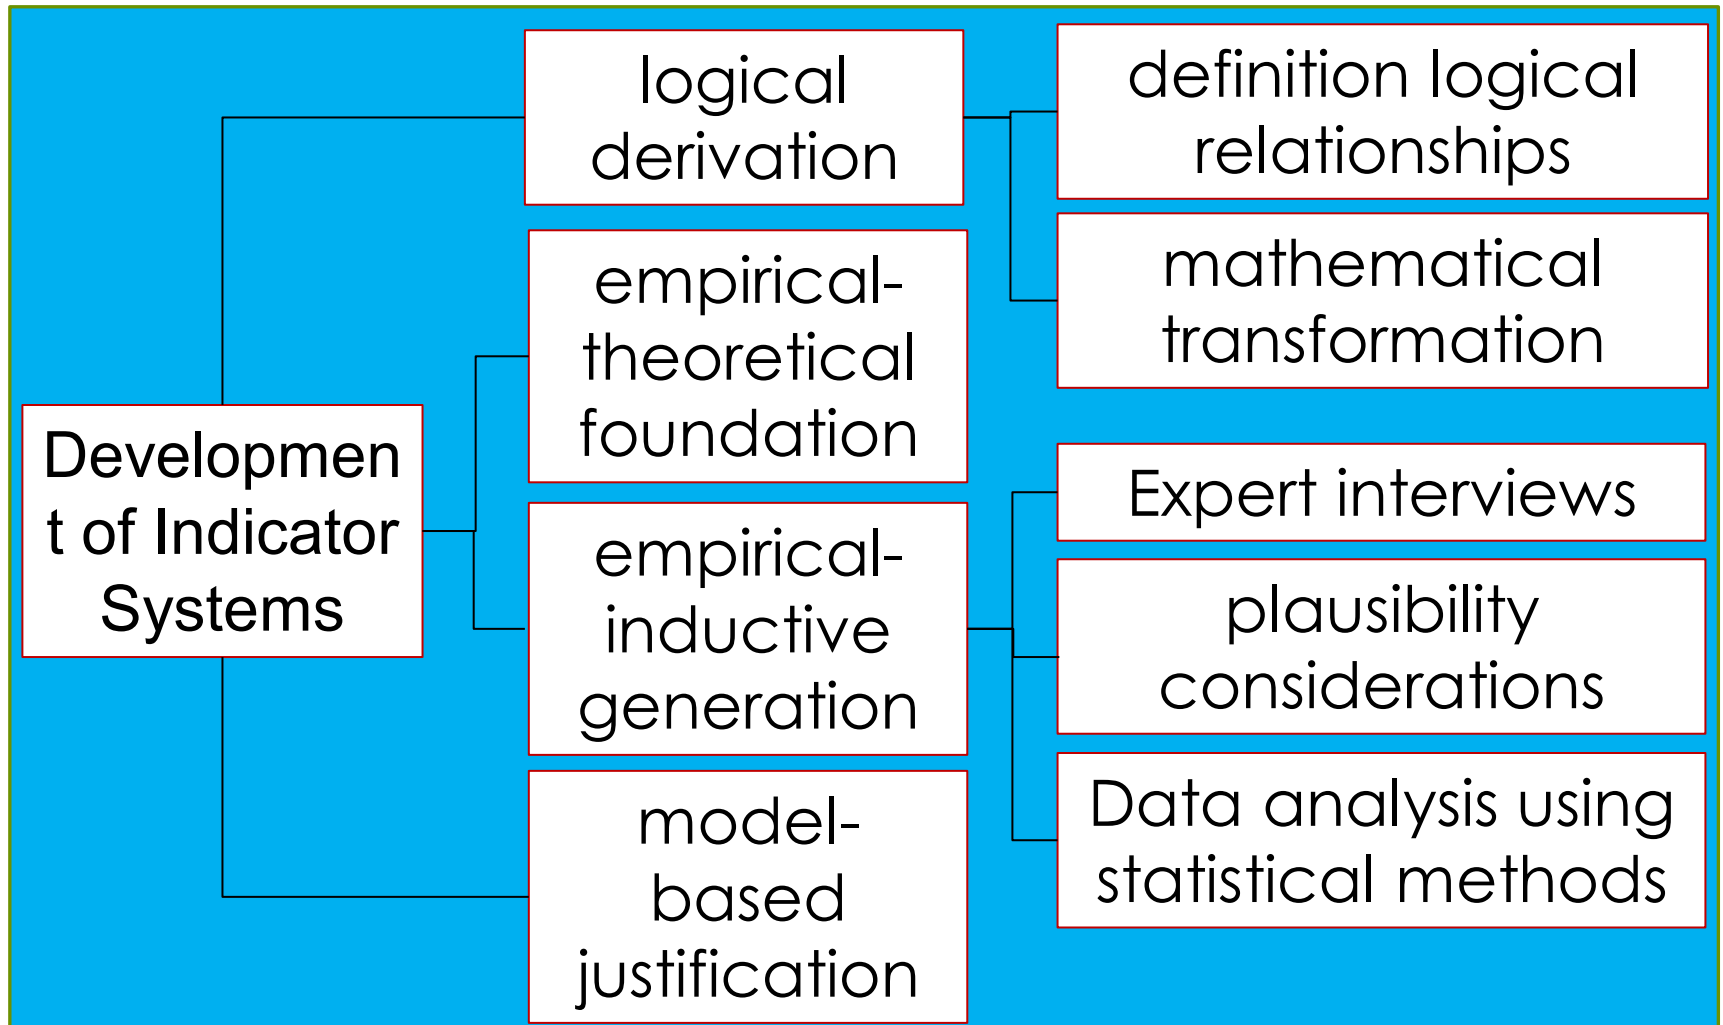 Developmen
t of Indicator
Systems
logical
derivation
empirical-
theoretical
foundation
empirical-
inductive
generation
model-
based
justification
definition logical
relationships
mathematical
transformation
Expert interviews
plausibility
considerations
Data analysis using
statistical methods